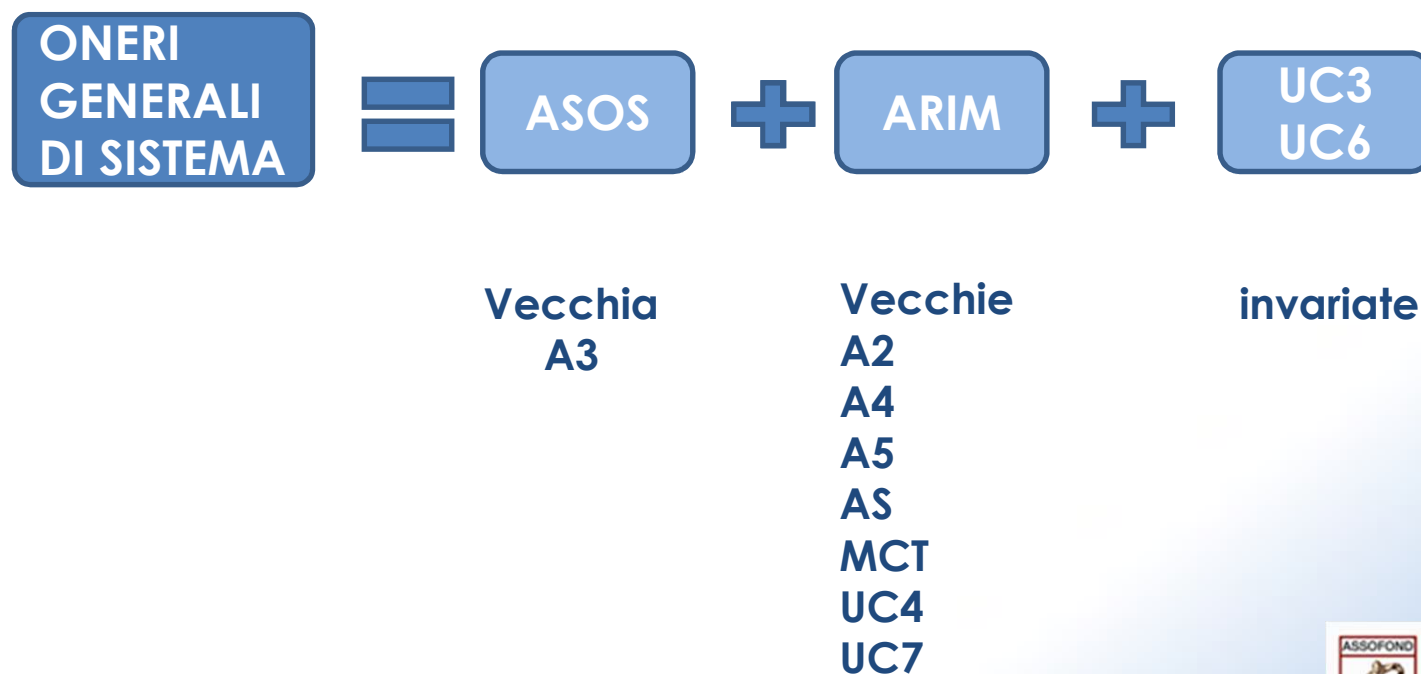 ONERI
GENERALI
DI SISTEMA
ASOS
ARIM
UC3
UC6
Vecchia
A3
Vecchie
A2
A4
A5
AS
MCT
UC4
UC7
invariate
ASSOFOND